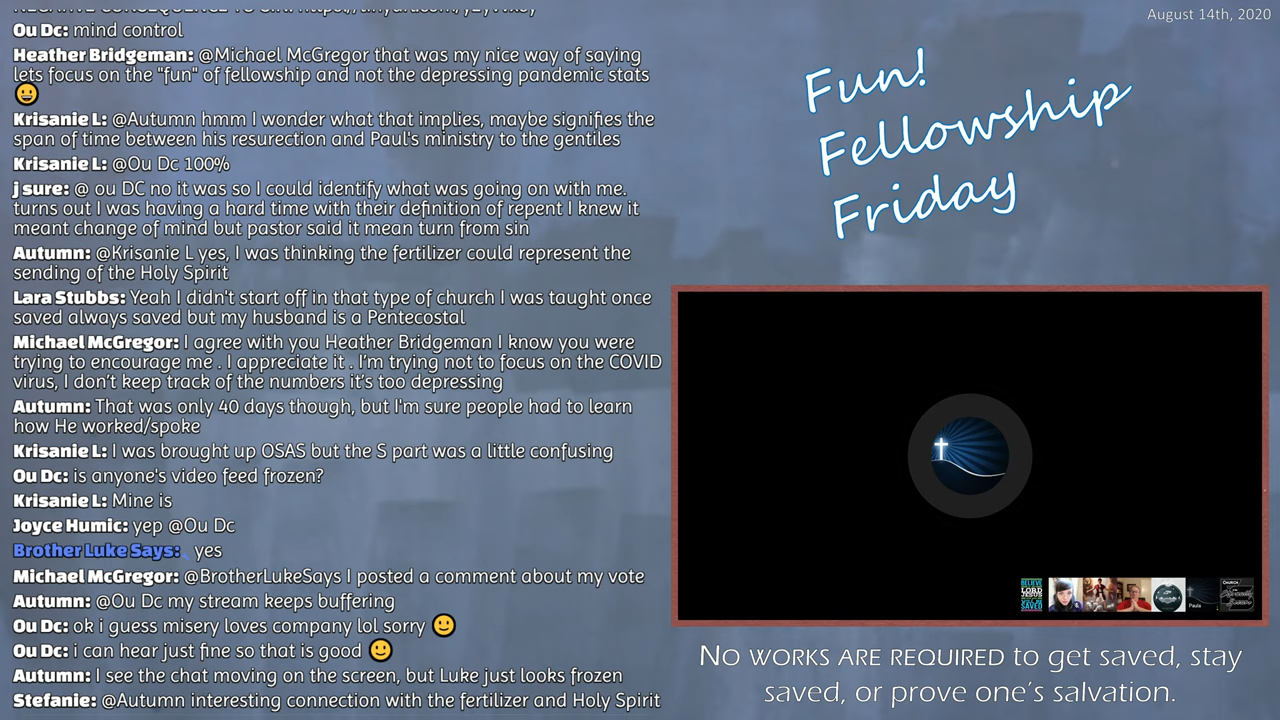 August 14th, 2020
Ou Dc: mind control
Heather Bridgeman: @Michael McGregor that was my nice way of saying
lets focus on the "fun" of fellowship and not the depressing pandemic stats
😀
Krisanie L: @Autumn hmm I wonder what that implies, maybe signifies the
span of time between his resurection and Paul's ministry to the gentiles
Krisanie L: @Ou Dc 100%
j sure: @ ou DC no it was so I could identify what was going on with me.
turns out I was having a hard time with their definition of repent I knew it
meant change of mind but pastor said it mean turn from sin
Autumn: @Krisanie L yes, I was thinking the fertilizer could represent the
sending of the Holy Spirit
Lara Stubbs: Yeah I didn't start off in that type of church I was taught once
saved always saved but my husband is a Pentecostal
Michael McGregor: I agree with you Heather Bridgeman I know you were
trying to encourage me . I appreciate it . I'm trying not to focus on the COVID
virus, I don't keep track of the numbers it's too depressing
Autumn: That was only 40 days though, but I'm sure people had to learn
how He worked/spoke
Krisanie L: I was brought up OSAS but the S part was a little confusing
Ou Dc: is anyone's video feed frozen?
Krisanie L: Mine is
Joyce Humic: yep @Ou Dc
Brother Luke Says: yes
Michael McGregor: @BrotherLukeSays I posted a comment about my vote
Autumn: @Ou Dc my stream keeps buffering
Ou Dc: ok i guess misery loves company lol sorry 🙂
Ou Dc: i can hear just fine so that is good 🙂
Autumn: I see the chat moving on the screen, but Luke just looks frozen
Stefanie: @Autumn interesting connection with the fertilizer and Holy Spirit
Fun!
Fellowship
Friday
BELIEVE
LORD
JESUS
SAVED
Paula
CHURCH
NO WORKS ARE REQUIRED to get saved, stay
saved, or prove one's salvation.